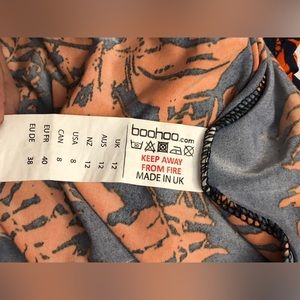 boohoo.com
KEEP AWAY
FROM FIRE
MADE IN UK
UK 12
AUS 12
NZ 12
USA 8
CAN 8
EU FR 40
EU DE 38